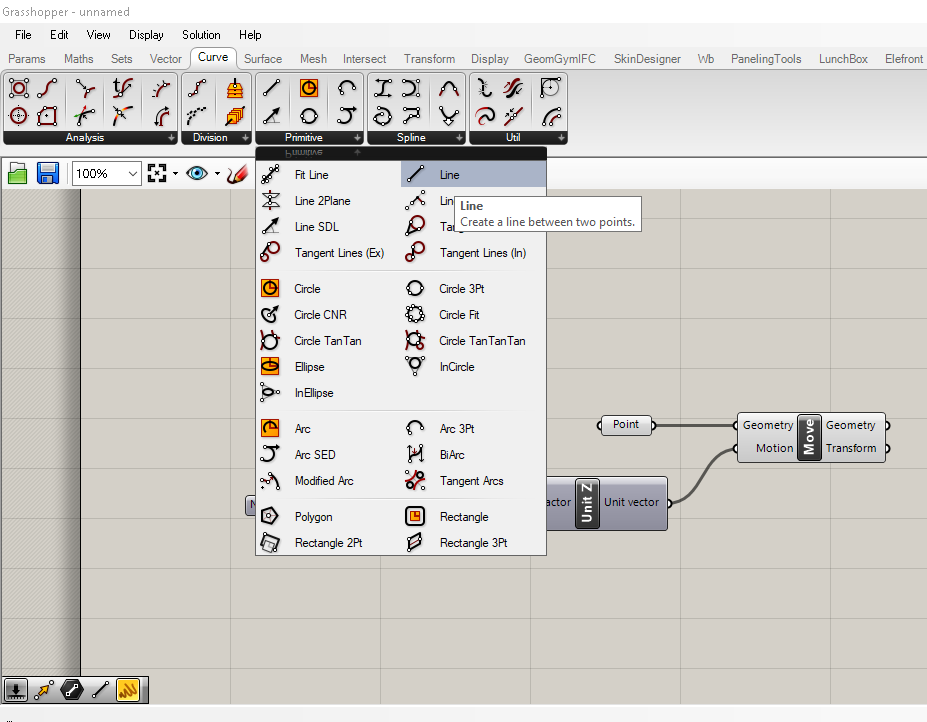 Grasshopper - unnamed
File Edit View Display Solution Help
Params Maths Sets Vector Curve Surface Mesh Intersect Transform Display GeomGymIFC SkinDesigner Wb PanelingTools LunchBox Elefront
Analysis Division Primitive Spline Util
Primitive
100%
Fit Line Line
Line 2Plane Lin
Line
Create a line between two points.
Line SDL Tang
Tangent Lines (Ex) Tangent Lines (In)
Circle Circle 3Pt
Circle CNR Circle Fit
Circle TanTan Circle TanTanTan
Ellipse InCircle
InEllipse
Arc Arc 3Pt
Arc SED BiArc
Modified Arc Tangent Arcs
Polygon Rectangle
Rectangle 2Pt Rectangle 3Pt
Point
Geometry Move Geometry
Motion Transform
N
actor Unit Z Unit vector